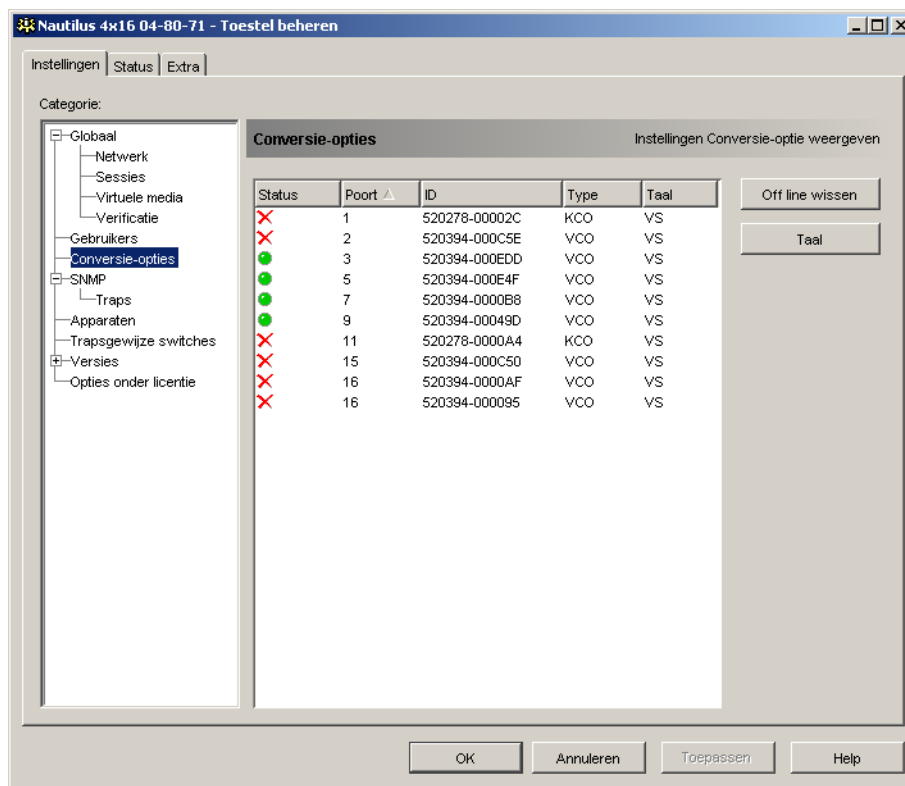 Nautilus 4x16 04-80-71 - Toestel beheren
Instellingen Status Extra
Categorie:
Globaal
Netwerk
Sessies
Virtuele media
Verificatie
Gebruikers
Conversie-opties
SNMP
Traps
Apparaten
Trapsgewijze switches
Versies
Opties onder licentie
Conversie-opties Instellingen Conversie-optie weergeven
Status Poort ID Type Taal
1 520278-00002C KCO VS
2 520394-000C5E VCO VS
3 520394-000EDD VCO VS
5 520394-000E4F VCO VS
7 520394-0000B8 VCO VS
9 520394-00049D VCO VS
11 520278-0000A4 KCO VS
15 520394-000C50 VCO VS
16 520394-0000AF VCO VS
16 520394-000095 VCO VS
Off line wissen
Taal
OK Annuleren Toepassen Help